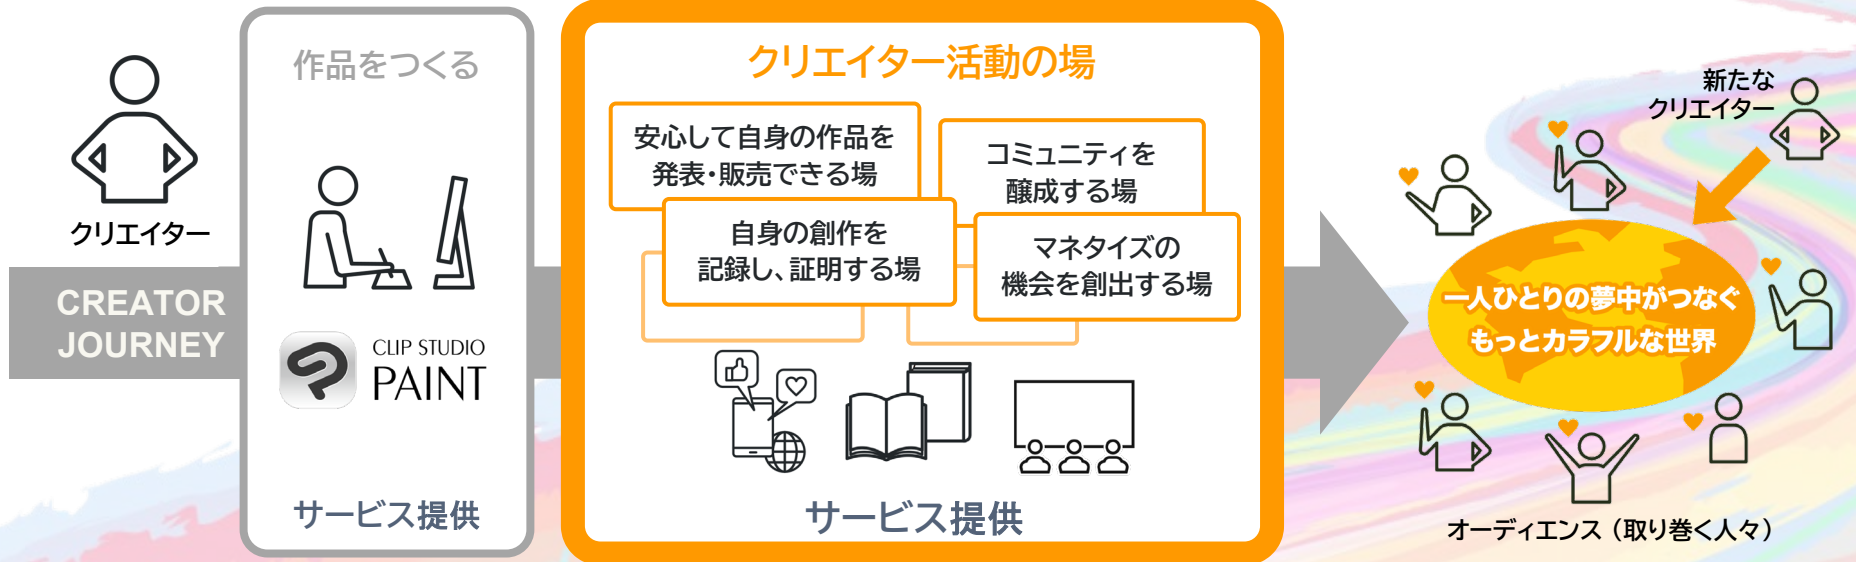 クリエイター
CREATOR
JOURNEY
作品をつくる
CLIP STUDIO
PAINT
サービス提供
クリエイター活動の場
安心して自身の作品を
発表・販売できる場
コミュニティを
醸成する場
自身の創作を
記録し、証明する場
マネタイズの
機会を創出する場
サービス提供
新たな
クリエイター
一人ひとりの夢中がつなぐ
もっとカラフルな世界
オーディエンス（取り巻く人々）